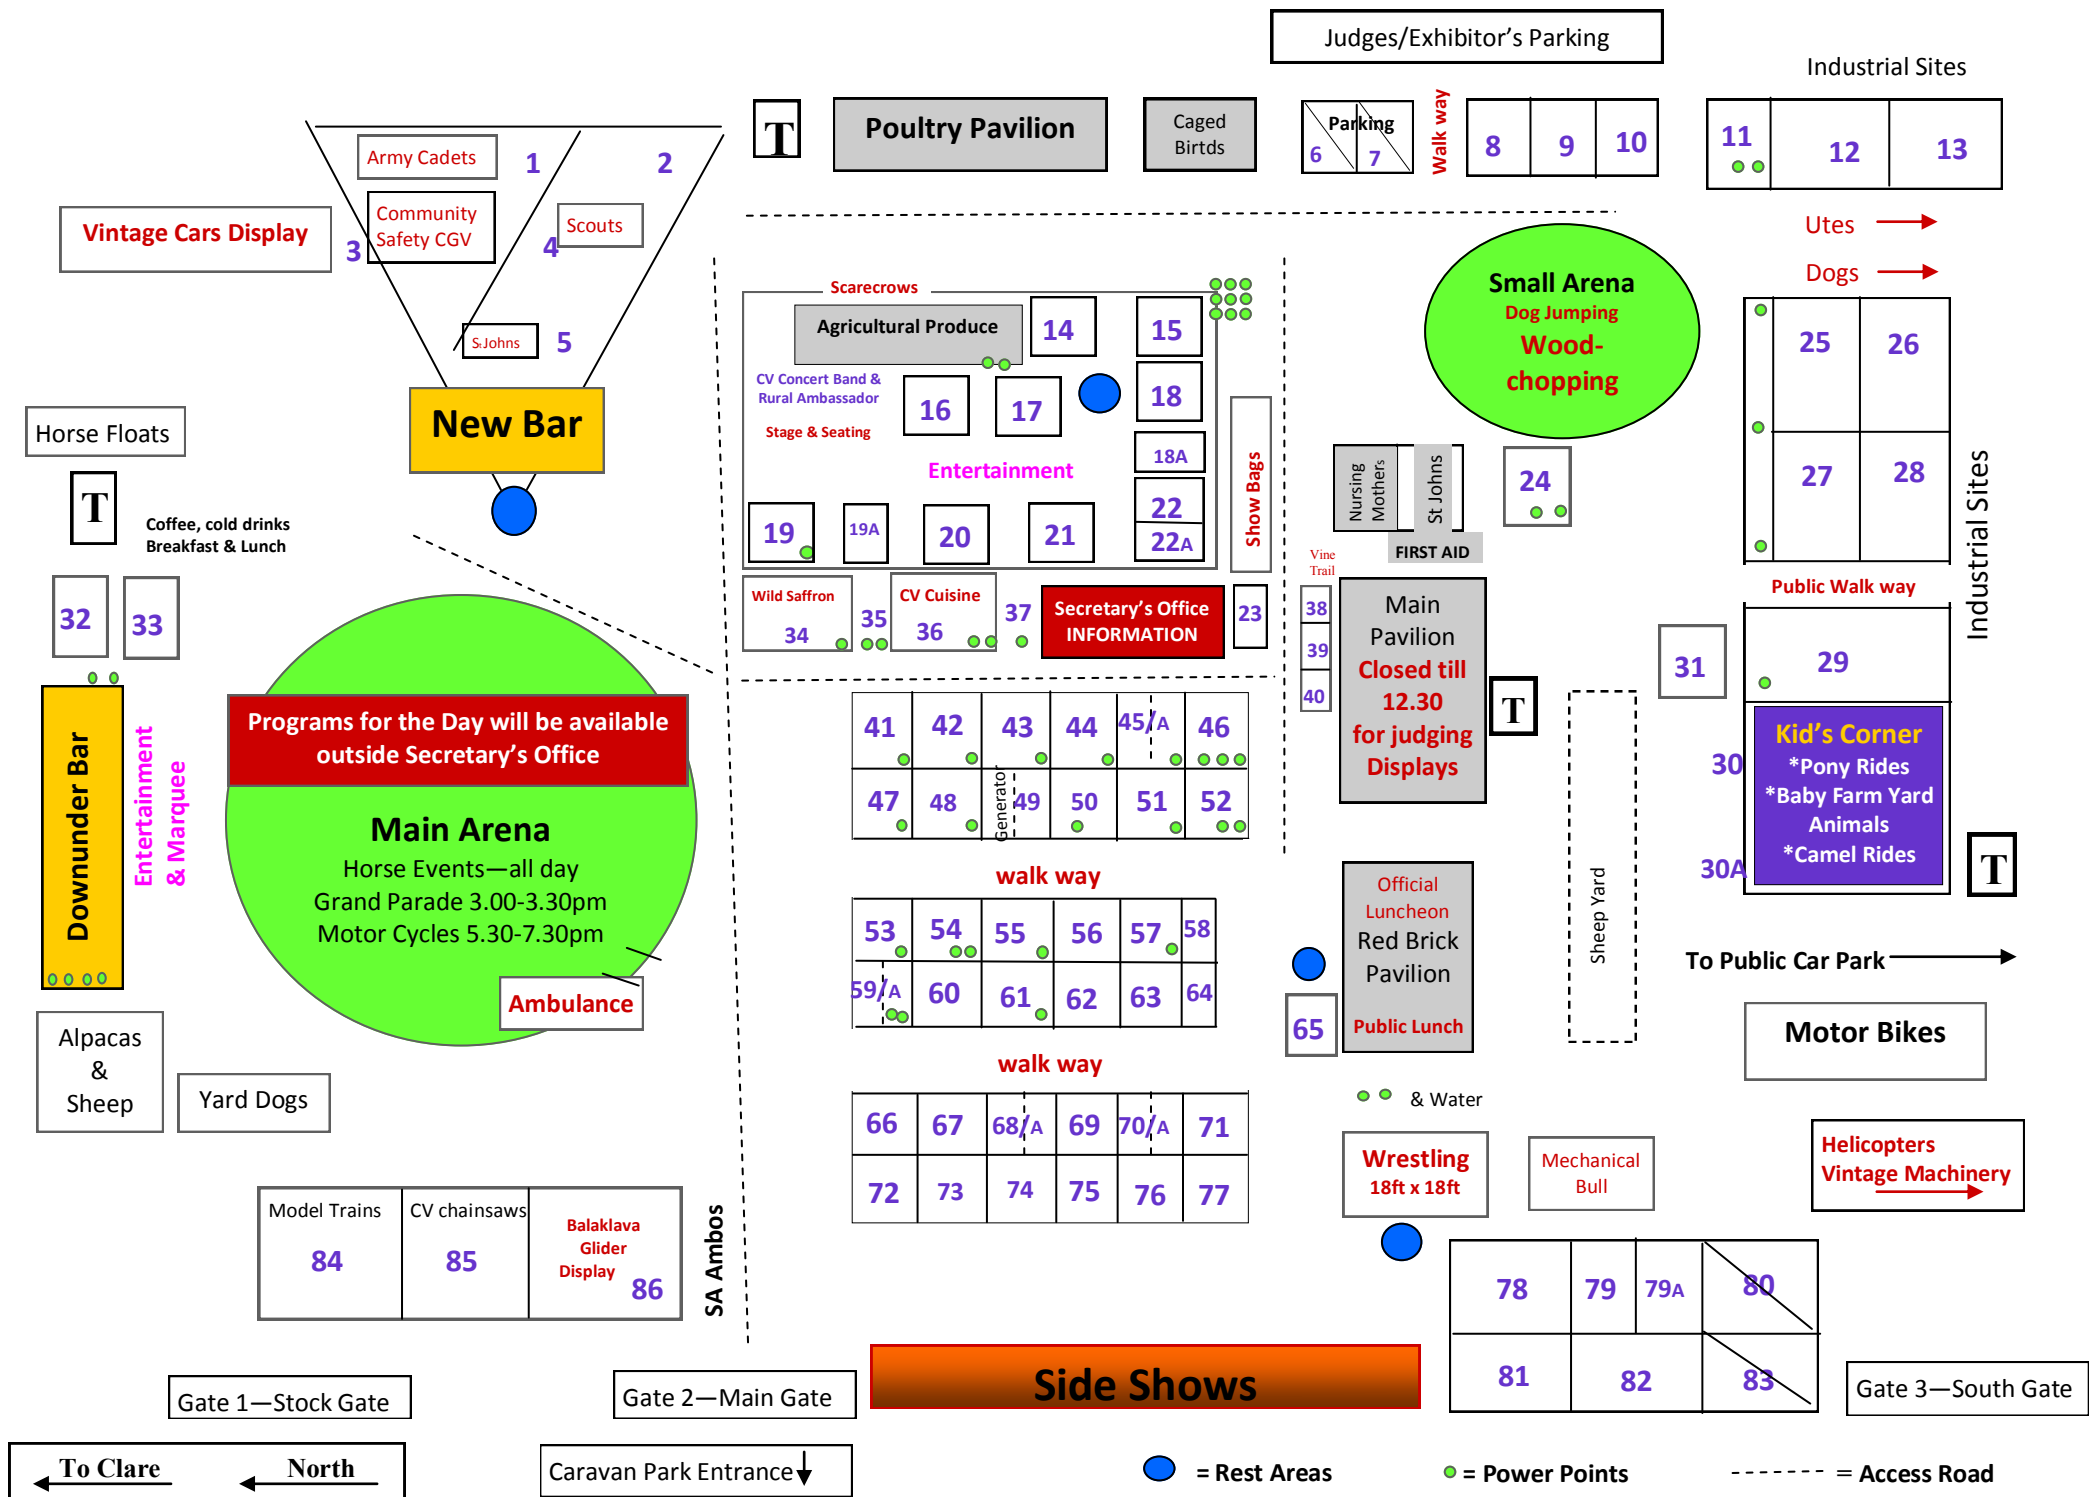 Judges/Exhibitor's Parking
Industrial Sites
T
Poultry Pavilion
Caged
Birtds
Parking
6
7
Walk way
8
9
10
11
12
13
Army Cadets
1
2
Community
Safety CGV
Scouts
3
4
St Johns
5
Vintage Cars Display
New Bar
Utes
Dogs
Scarecrows
Agricultural Produce
14
15
CV Concert Band &
Rural Ambassador
Stage & Seating
16
17
18
18A
Entertainment
22
22A
19
19A
20
21
Show Bags
Small Arena
Dog Jumping
Wood-
chopping
25
26
27
28
Industrial Sites
Horse Floats
T
Coffee, cold drinks
Breakfast & Lunch
32
33
Nursing
Mothers
St Johns
FIRST AID
24
Vine
Trail
Wild Saffron
34
35
CV Cuisine
36
37
Secretary's Office
INFORMATION
23
38
39
40
Main
Pavilion
Closed till
12.30
for judging
Displays
T
Public Walk way
29
31
Kid's Corner
*Pony Rides
*Baby Farm Yard
Animals
*Camel Rides
30
30A
T
Downunder Bar
Entertainment
& Marquee
Programs for the Day will be available
outside Secretary's Office
Main Arena
Horse Events—all day
Grand Parade 3.00-3.30pm
Motor Cycles 5.30-7.30pm
Ambulance
41
42
43
44
45/A
46
47
48
Generator
49
50
51
52
walk way
53
54
55
56
57
58
59/A
60
61
62
63
64
walk way
66
67
68/A
69
70/A
71
72
73
74
75
76
77
Official
Luncheon
Red Brick
Pavilion
Public Lunch
65
Sheep Yard
To Public Car Park
Motor Bikes
& Water
Wrestling
18ft x 18ft
Mechanical
Bull
Helicopters
Vintage Machinery
Alpacas
&
Sheep
Yard Dogs
Model Trains
84
CV chainsaws
85
Balaklava
Glider
Display
86
SA Ambos
78
79
79A
80
81
82
83
Side Shows
Gate 1—Stock Gate
Gate 2—Main Gate
Gate 3—South Gate
To Clare
North
Caravan Park Entrance
= Rest Areas
= Power Points
= Access Road